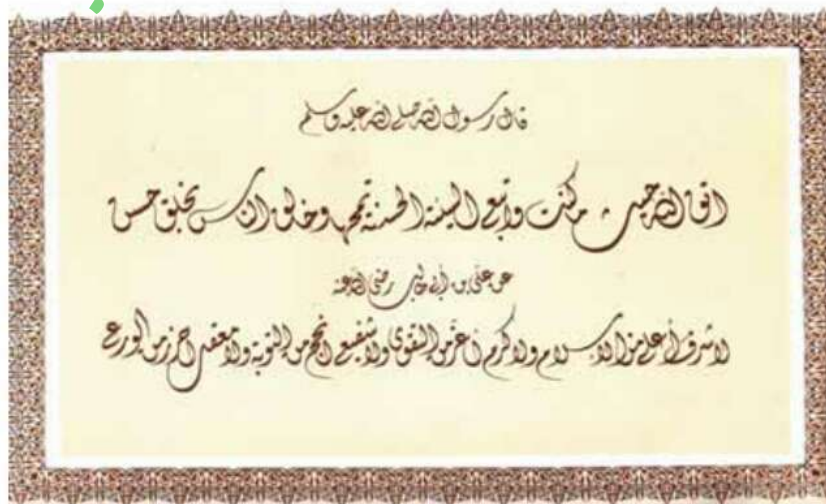 قال رسول الله صلى الله عليه وسلم
اتق الله حيث ما كنت وأتبع السيئة الحسنة تمحها وخالق الناس بخلق حسن
عن علي بن أبي طالب رضي الله عنه
لا شرف أعلى من الإسلام ولا كرم أعز من التقوى ولا شفيع أنجح من التوبة ولا معقل أحرز من الورع